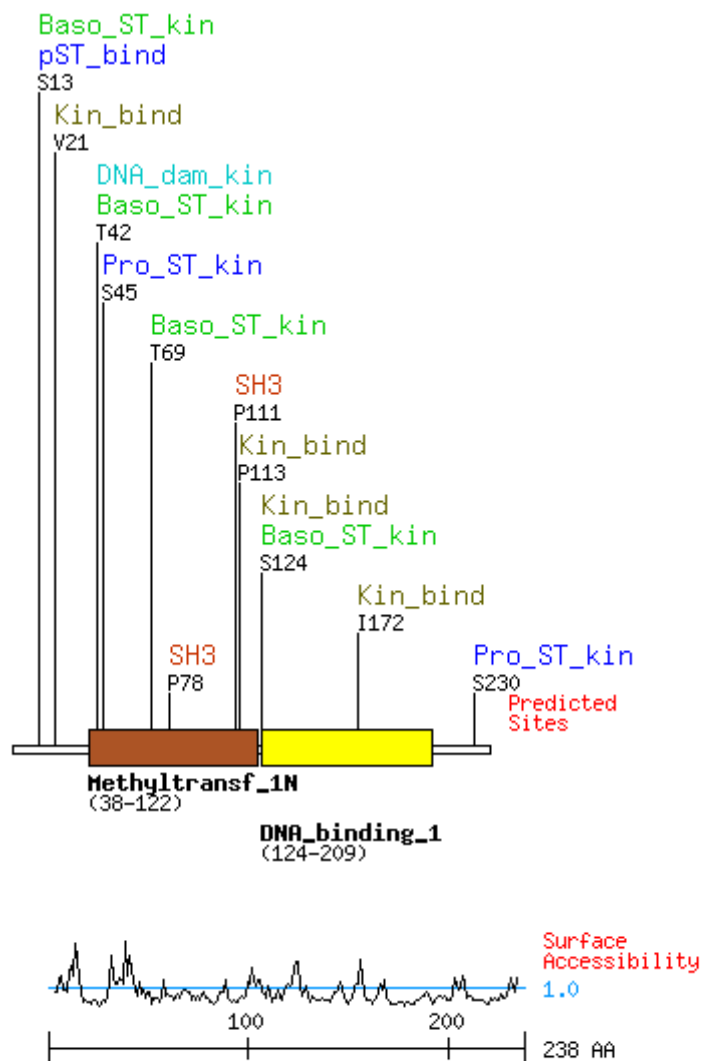 Baso_ST_kin
pST_bind
S13
Kin_bind
V21
DNA_dam_kin
Baso_ST_kin
T42
Pro_ST_kin
S45
Baso_ST_kin
T69
SH3
P111
Kin_bind
P113
Kin_bind
Baso_ST_kin
S124
Kin_bind
I172
SH3
P78
Pro_ST_kin
S230
Predicted
Sites
Methyltransf_1N
(38-122)
DNA_binding_1
(124-209)
Surface
Accessibility
1.0
100 200
238 AA